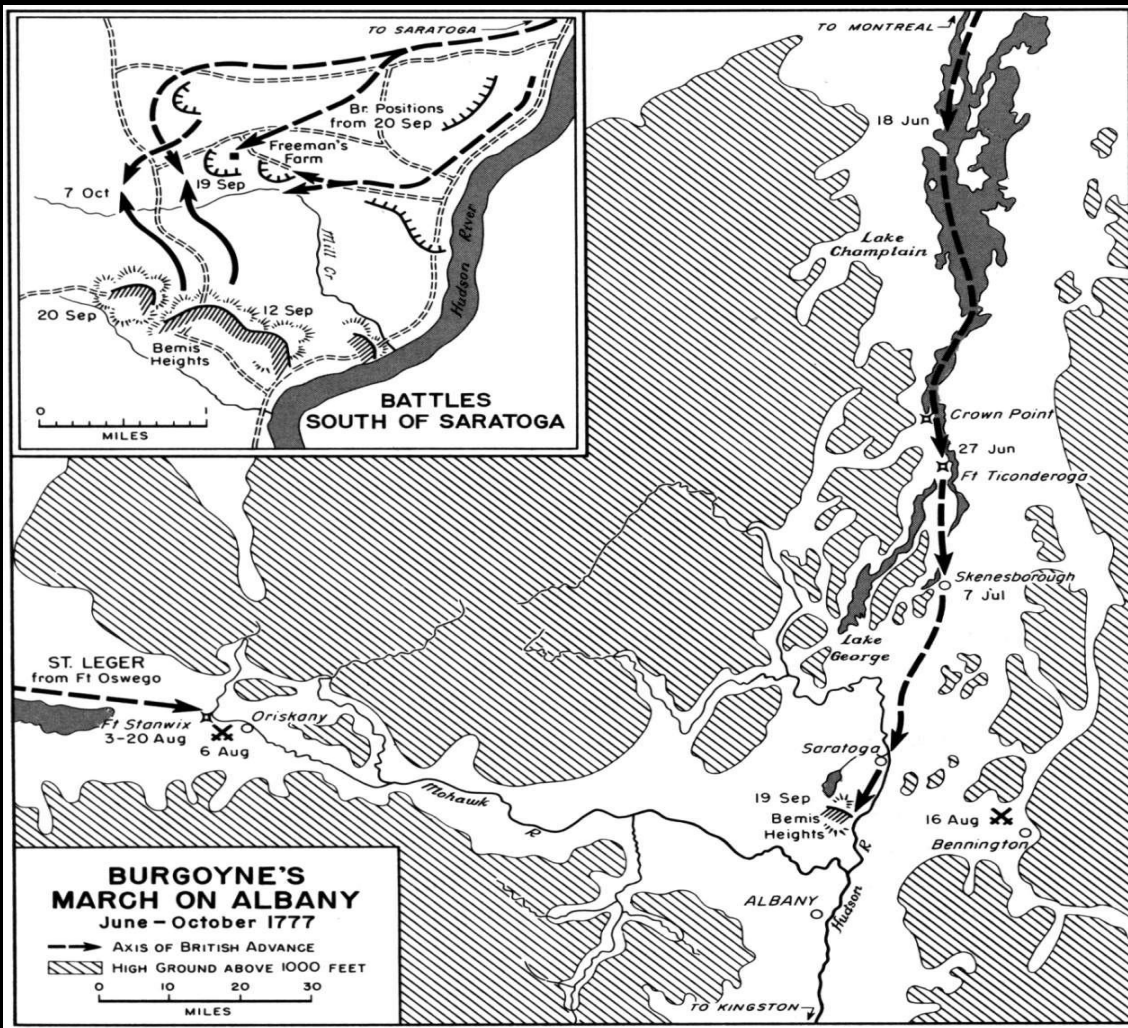 TO SARATOGA
Br. Positions
from 20 Sep
Freeman's
Farm
19 Sep
7 Oct
Mill Cr
Hudson River
20 Sep
12 Sep
Bemis
Heights
0 1
MILES
BATTLES
SOUTH OF SARATOGA
TO MONTREAL
18 Jun
Lake
Champlain
Crown Point
27 Jun
Ft Ticonderoga
Skenesborough
7 Jul
Lake
George
ST. LEGER
from Ft Oswego
Ft Stanwix
3-20 Aug
Oriskany
6 Aug
Mohawk R
Saratoga
19 Sep
Bemis
Heights
16 Aug
Bennington
ALBANY
Hudson R
TO KINGSTON
BURGOYNE'S
MARCH ON ALBANY
June - October 1777
AXIS OF BRITISH ADVANCE
HIGH GROUND ABOVE 1000 FEET
0 10 20 30
MILES